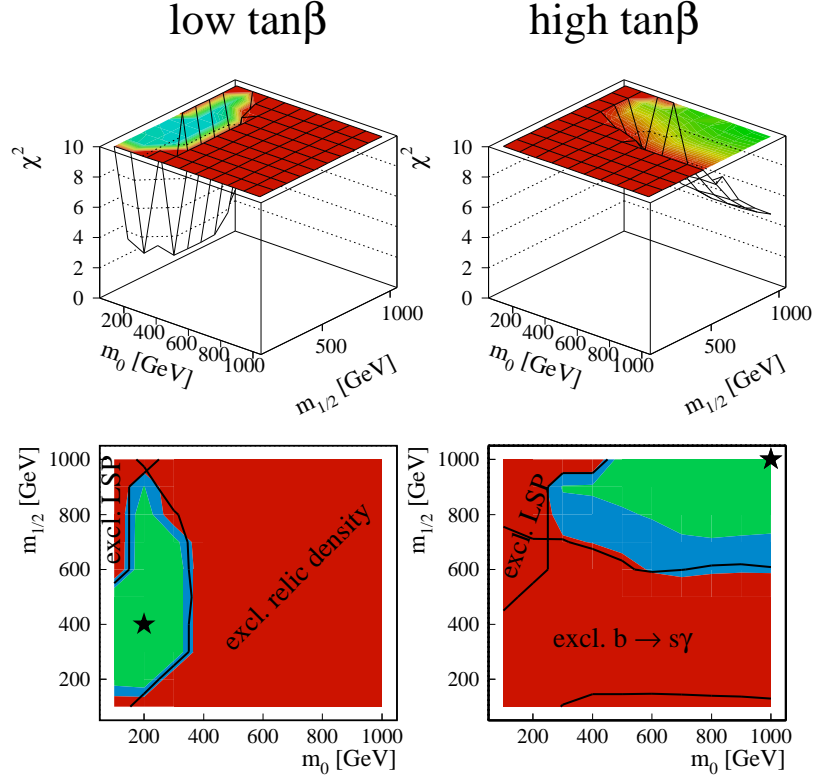 low tanβ
high tanβ
χ²
10
8
6
4
2
0
200
400
600
800
1000
m₀ [GeV]
500
1000
m₁/₂ [GeV]
χ²
10
8
6
4
2
0
200
400
600
800
1000
m₀ [GeV]
500
1000
m₁/₂ [GeV]
m₁/₂ [GeV]
1000
800
600
400
200
excl. LSP
excl. relic density
200
400
600
800
1000
m₀ [GeV]
m₁/₂ [GeV]
1000
800
600
400
200
excl. LSP
excl. b → sγ
200
400
600
800
1000
m₀ [GeV]